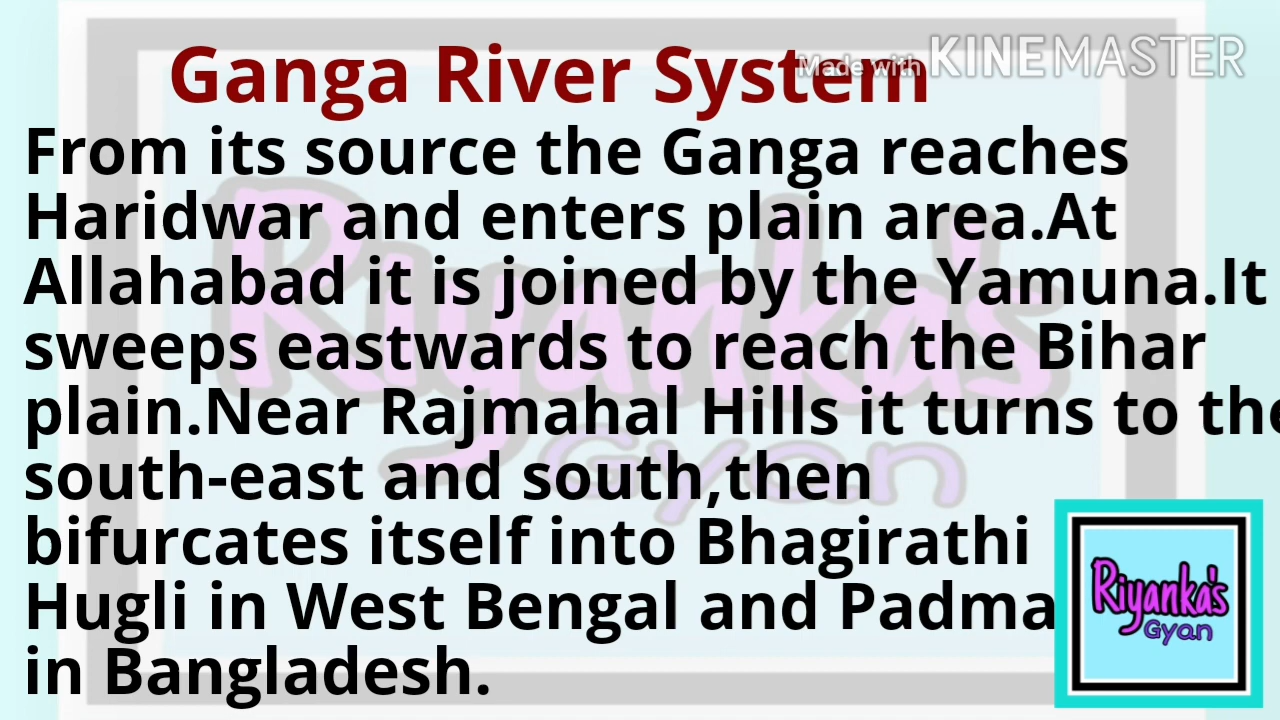 Made with KINEMASTER
Ganga River System
From its source the Ganga reaches
Haridwar and enters plain area.At
Allahabad it is joined by the Yamuna.It
sweeps eastwards to reach the Bihar
plain.Near Rajmahal Hills it turns to the
south-east and south,then
bifurcates itself into Bhagirathi
Hugli in West Bengal and Padma
in Bangladesh.
Riyanka's
Gyan
Riyanka's
Gyan